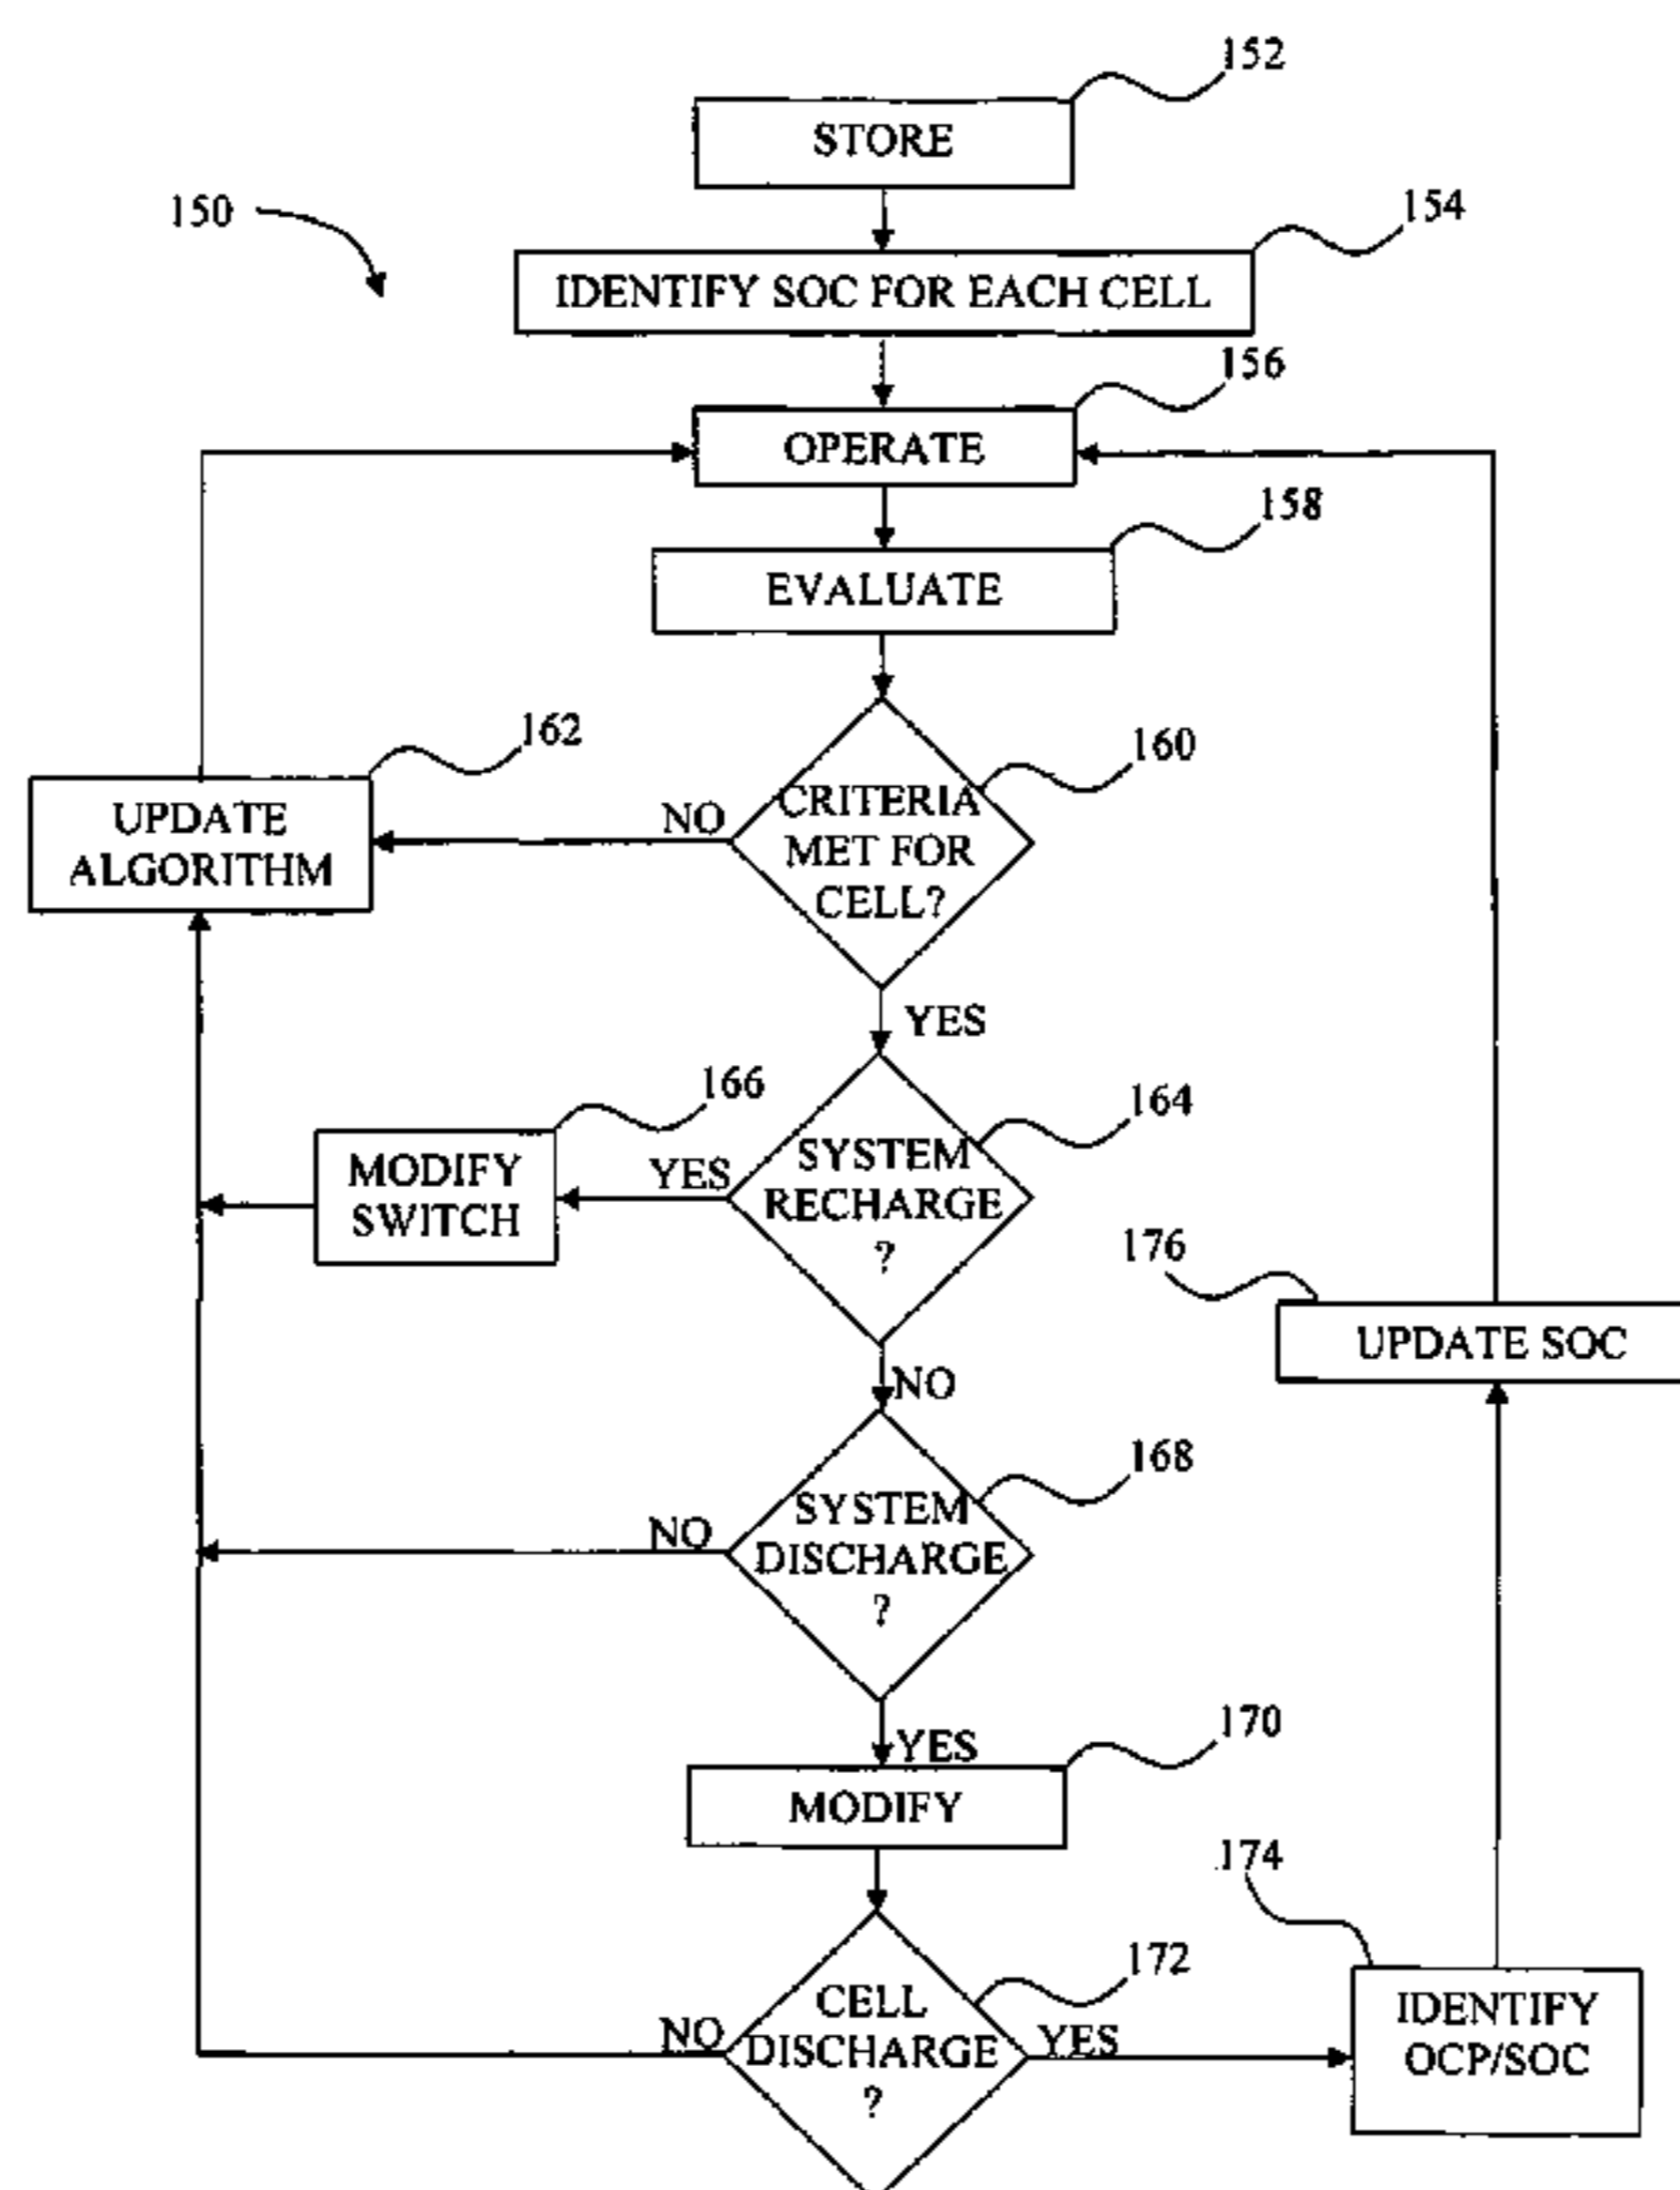 152
STORE
150
154
IDENTIFY SOC FOR EACH CELL
156
OPERATE
158
EVALUATE
162
160
UPDATE
ALGORITHM
NO
CRITERIA
MET FOR
CELL?
YES
166
164
MODIFY
SWITCH
YES
SYSTEM
RECHARGE
?
176
UPDATE SOC
NO
168
SYSTEM
DISCHARGE
?
NO
YES
170
MODIFY
174
172
CELL
DISCHARGE
?
NO
YES
IDENTIFY
OCP/SOC